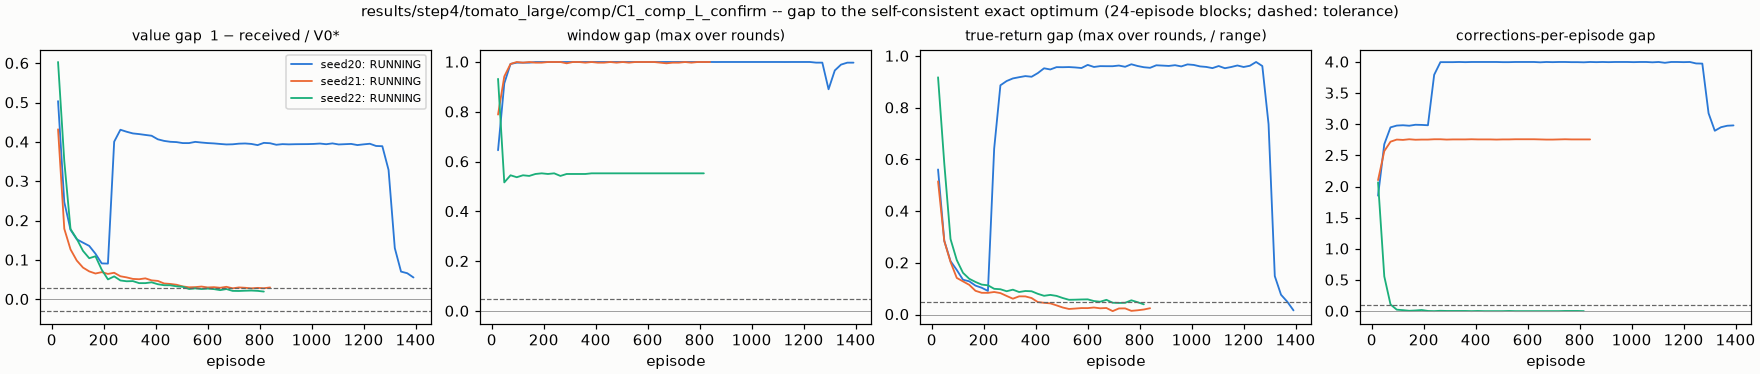 results/step4/tomato_large/comp/C1_comp_L_confirm -- gap to the self-consistent exact optimum (24-episode blocks; dashed: tolerance)
value gap  1 − received / V0*
0.6
0.5
0.4
0.3
0.2
0.1
0.0
0 200 400 600 800 1000 1200 1400
episode
seed20: RUNNING
seed21: RUNNING
seed22: RUNNING
window gap (max over rounds)
1.0
0.8
0.6
0.4
0.2
0.0
0 200 400 600 800 1000 1200 1400
episode
true-return gap (max over rounds, / range)
1.0
0.8
0.6
0.4
0.2
0.0
0 200 400 600 800 1000 1200 1400
episode
corrections-per-episode gap
4.0
3.5
3.0
2.5
2.0
1.5
1.0
0.5
0.0
0 200 400 600 800 1000 1200 1400
episode